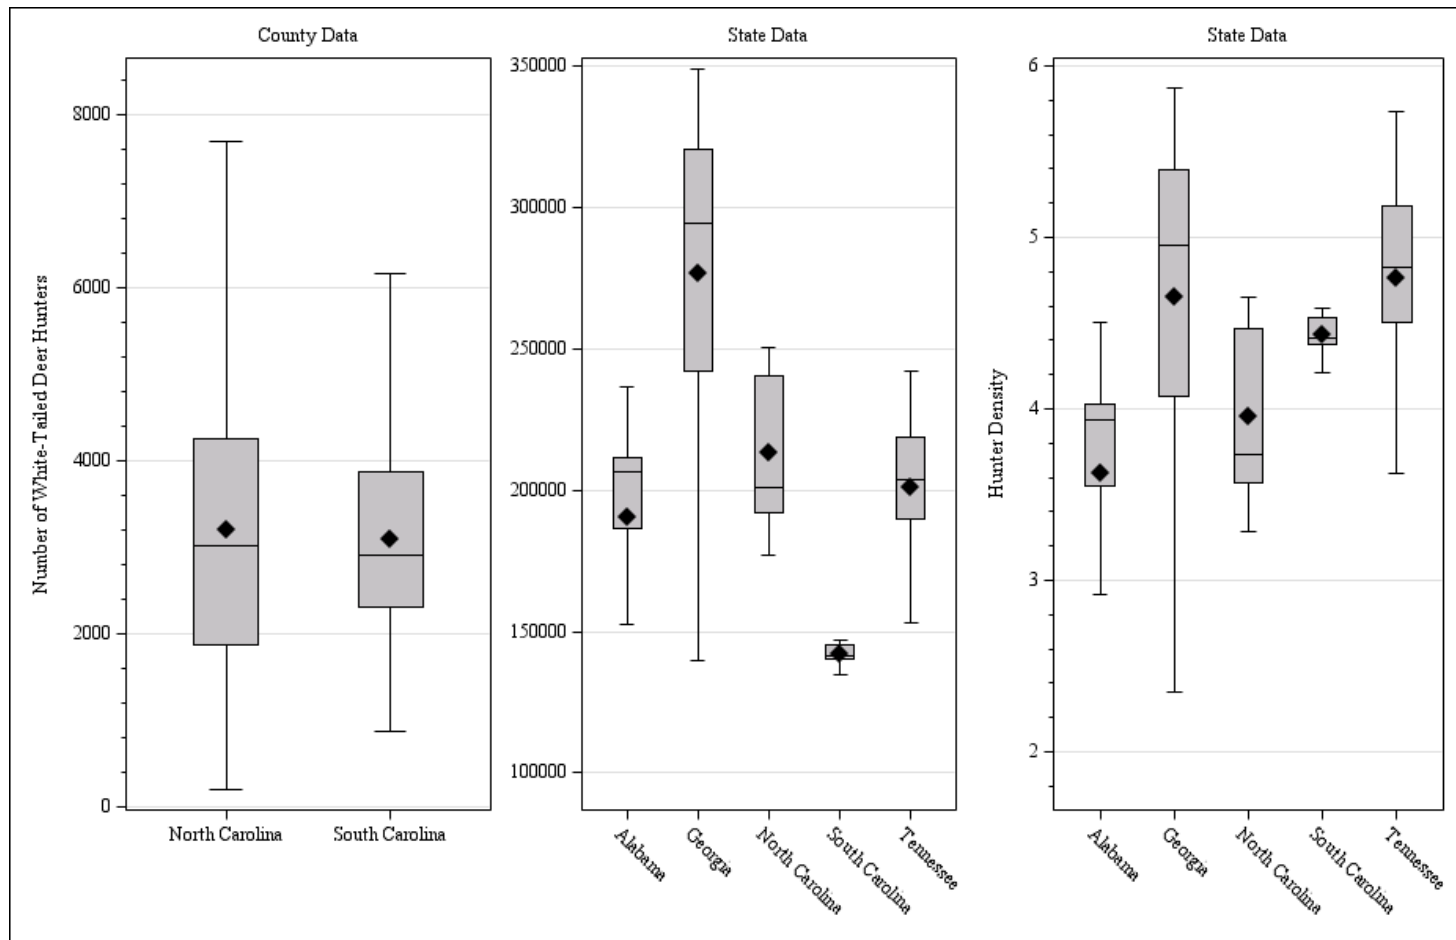 County Data
8000
6000
4000
2000
0
Number of White-Tailed Deer Hunters
North Carolina
South Carolina
State Data
350000
300000
250000
200000
150000
100000
Alabama
Georgia
North Carolina
South Carolina
Tennessee
State Data
6
5
4
3
2
Hunter Density
Alabama
Georgia
North Carolina
South Carolina
Tennessee